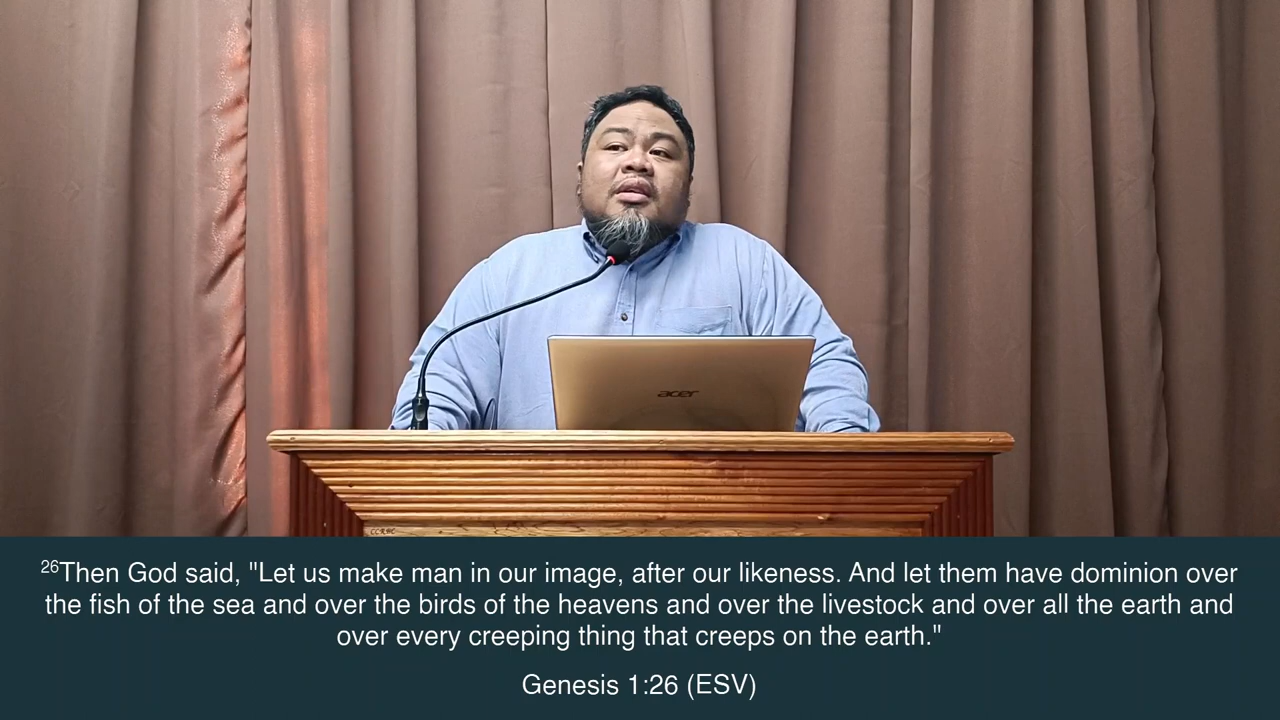 acer
CCRBC
²⁶Then God said, "Let us make man in our image, after our likeness. And let them have dominion over
the fish of the sea and over the birds of the heavens and over the livestock and over all the earth and
over every creeping thing that creeps on the earth."
Genesis 1:26 (ESV)